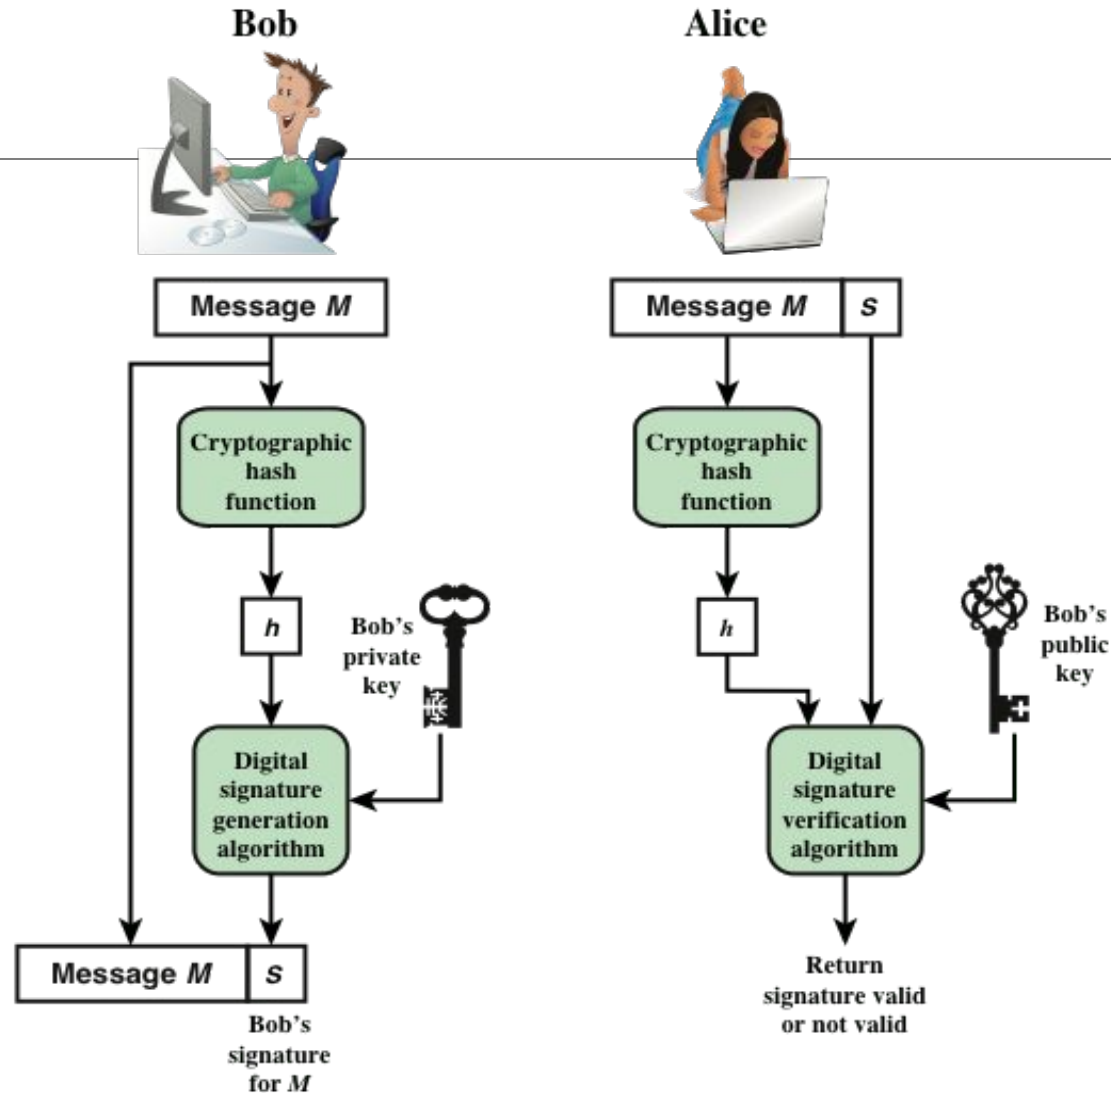 Bob
Message M
Cryptographic
hash
function
h
Bob's
private
key
Digital
signature
generation
algorithm
Message M
S
Bob's
signature
for M
Alice
Message M
S
Cryptographic
hash
function
h
Bob's
public
key
Digital
signature
verification
algorithm
Return
signature valid
or not valid